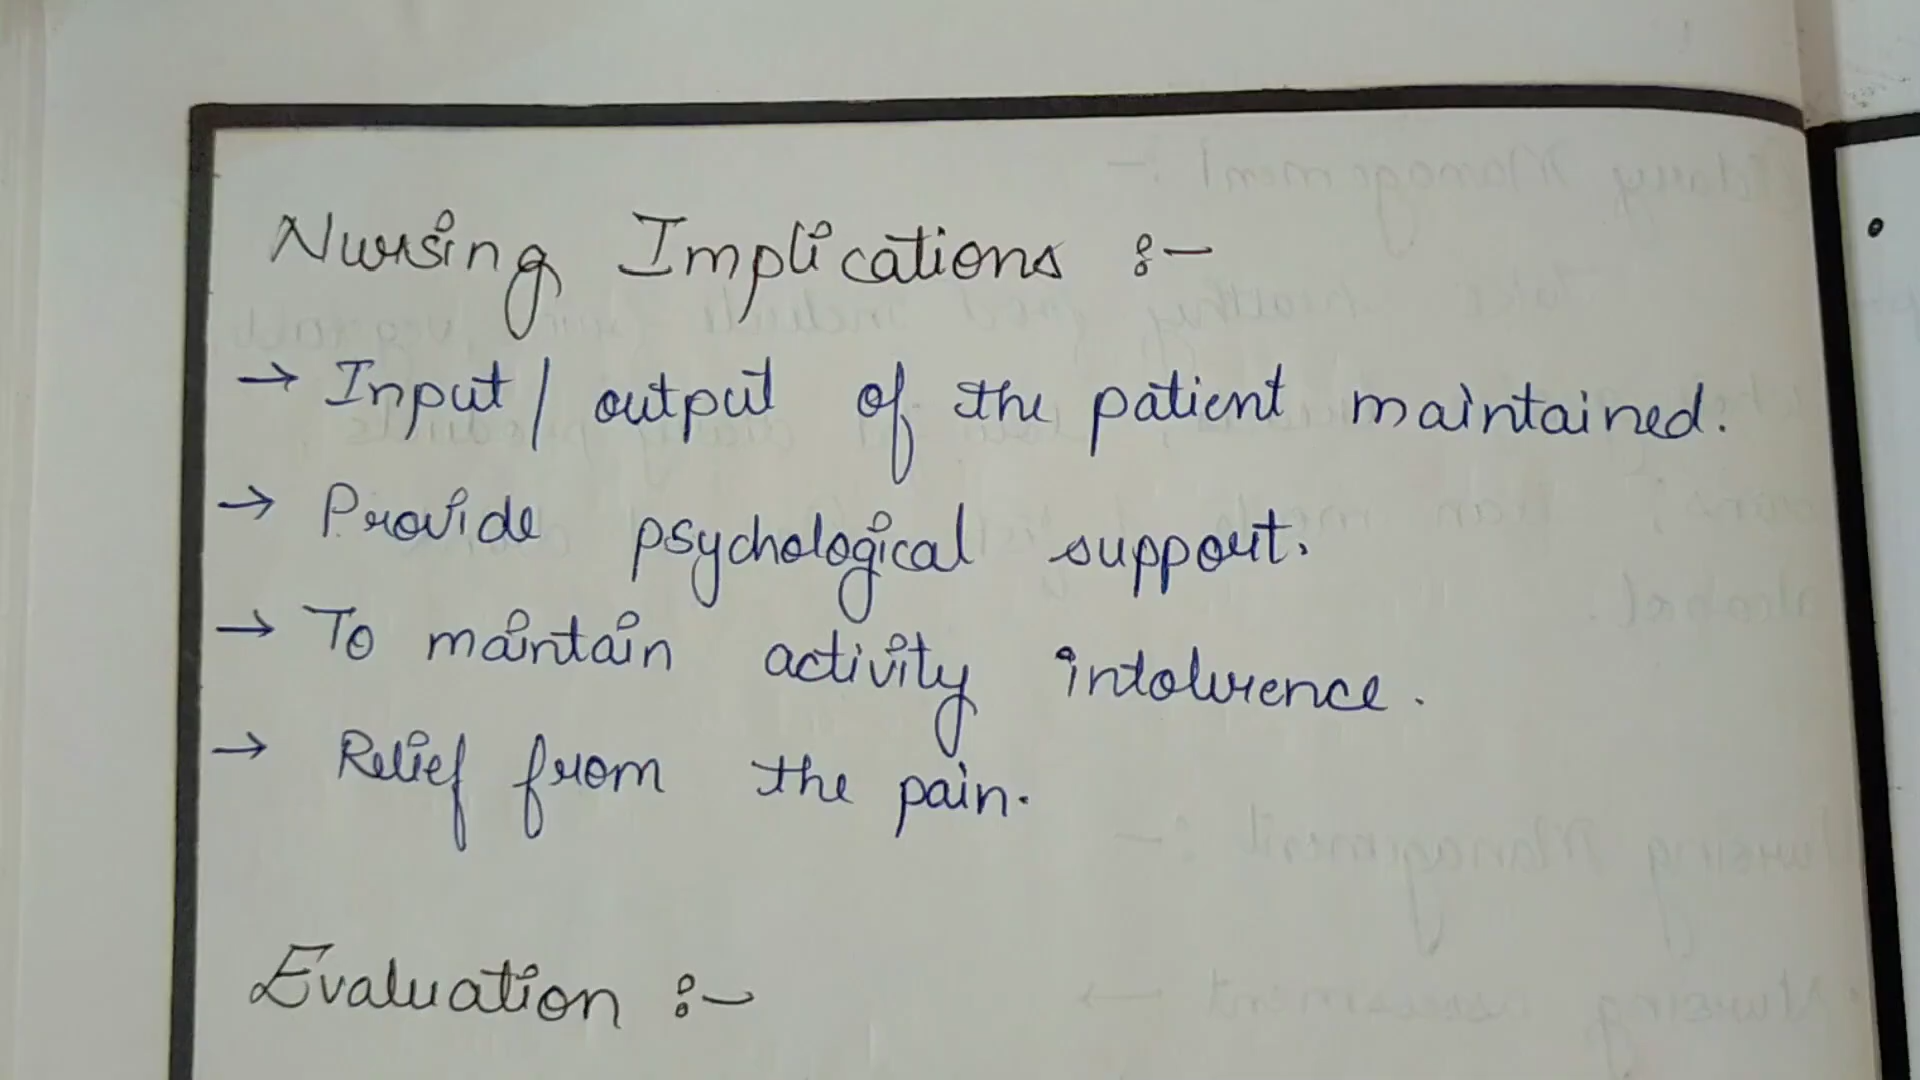 Nursing Implications :-
→ Input / output of the patient maintained.
→ Provide psychological support.
→ To maintain activity intolerence.
→ Relief from the pain.
Evaluation :-